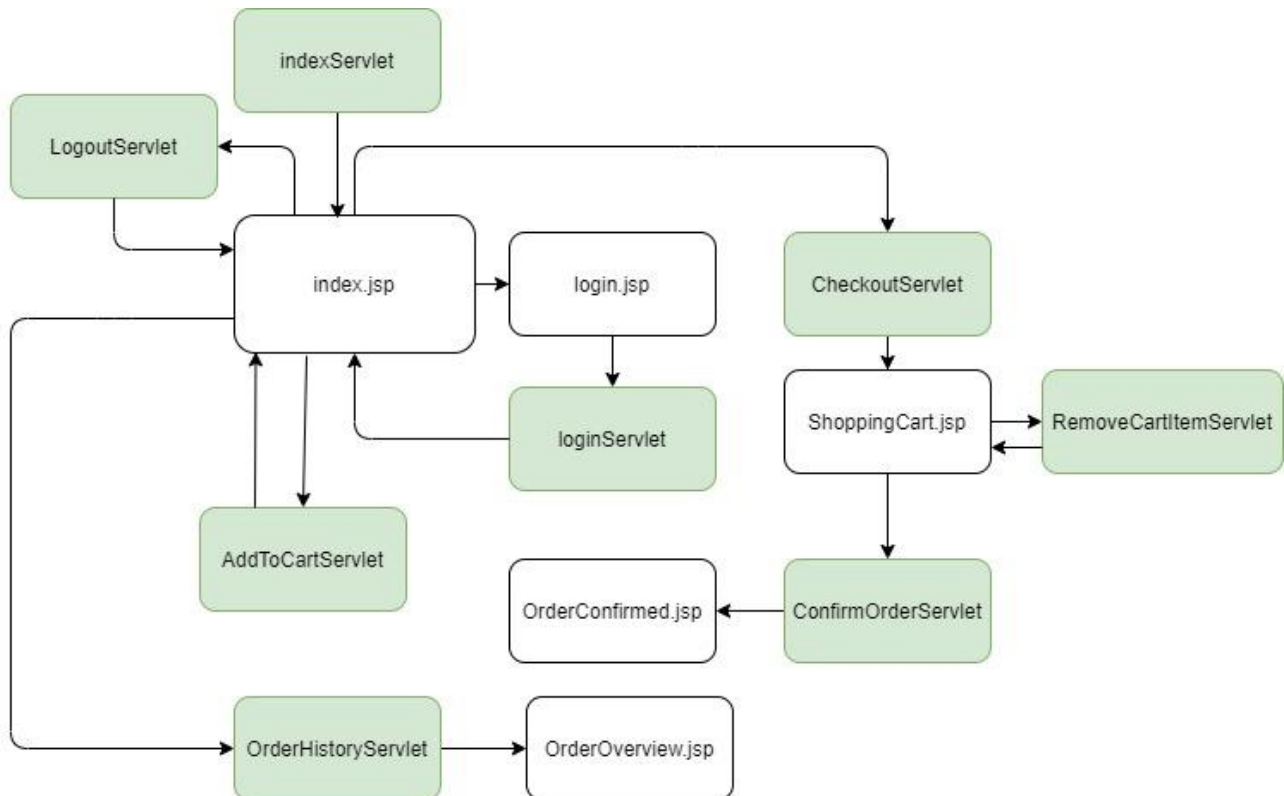 indexServlet
LogoutServlet
index.jsp
login.jsp
CheckoutServlet
ShoppingCart.jsp
RemoveCartItemServlet
loginServlet
AddToCartServlet
OrderConfirmed.jsp
ConfirmOrderServlet
OrderHistoryServlet
OrderOverview.jsp